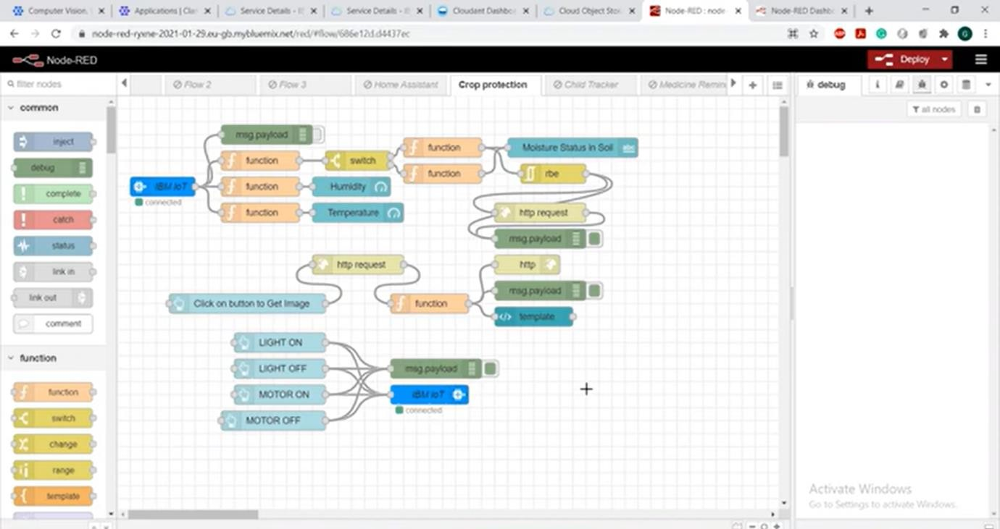 Computer Vision,
Applications | Cla
Service Details - I
Service Details - I
Cloudant Dashbo
Cloud Object Stor
Node-RED : node-
Node-RED Dashb
node-red-ryxne-2021-01-29.eu-gb.mybluemix.net/red/#flow/686e12d.d4437ec
Node-RED
Deploy
filter nodes
Flow 2
Flow 3
Home Assistant
Crop protection
Child Tracker
Medicine Remin
debug
all nodes
common
inject
debug
complete
catch
status
link in
link out
comment
function
function
switch
change
range
template
msg.payload
function
switch
function
Moisture Status in Soil
abc
function
rbe
IBM IoT
connected
function
Humidity
function
Temperature
http request
msg.payload
http request
http
msg.payload
Click on button to Get Image
function
template
LIGHT ON
LIGHT OFF
MOTOR ON
MOTOR OFF
msg.payload
IBM IoT
connected
Activate Windows
Go to Settings to activate Windows.